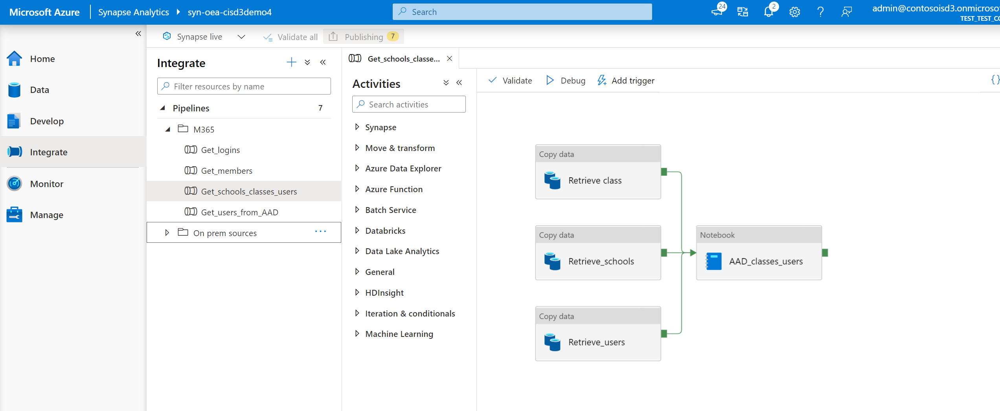 Microsoft Azure
Synapse Analytics
syn-oea-cisd3demo4
Search
24
2
admin@contosoisd3.onmicroso
TEST_TEST_CO
Synapse live
Validate all
Publishing
7
Home
Data
Develop
Integrate
Monitor
Manage
Integrate
Filter resources by name
Pipelines
7
M365
Get_logins
Get_members
Get_schools_classes_users
Get_users_from_AAD
On prem sources
Get_schools_classe...
Activities
Search activities
Synapse
Move & transform
Azure Data Explorer
Azure Function
Batch Service
Databricks
Data Lake Analytics
General
HDInsight
Iteration & conditionals
Machine Learning
Validate
Debug
Add trigger
Copy data
Retrieve class
Copy data
Retrieve_schools
Copy data
Retrieve_users
Notebook
AAD_classes_users